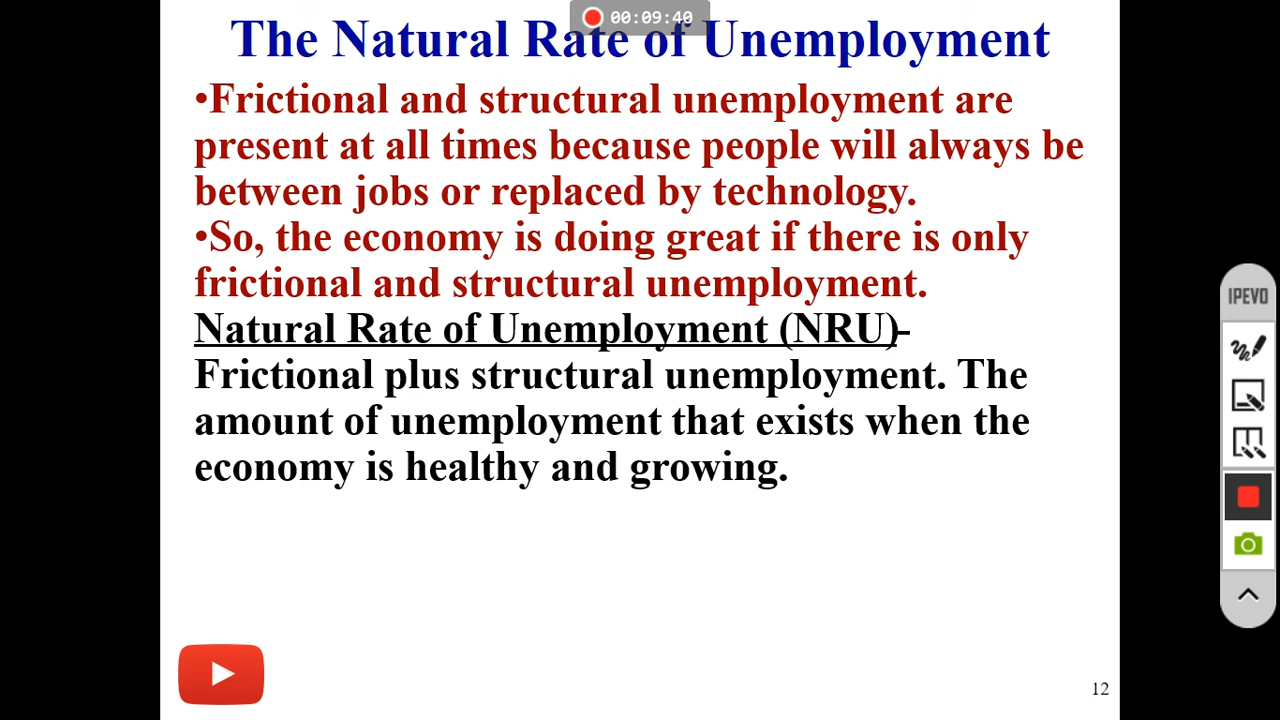 00:09:40
The Natural Rate of Unemployment
•Frictional and structural unemployment are
present at all times because people will always be
between jobs or replaced by technology.
•So, the economy is doing great if there is only
frictional and structural unemployment.
Natural Rate of Unemployment (NRU)-
Frictional plus structural unemployment. The
amount of unemployment that exists when the
economy is healthy and growing.
IPEVO
12